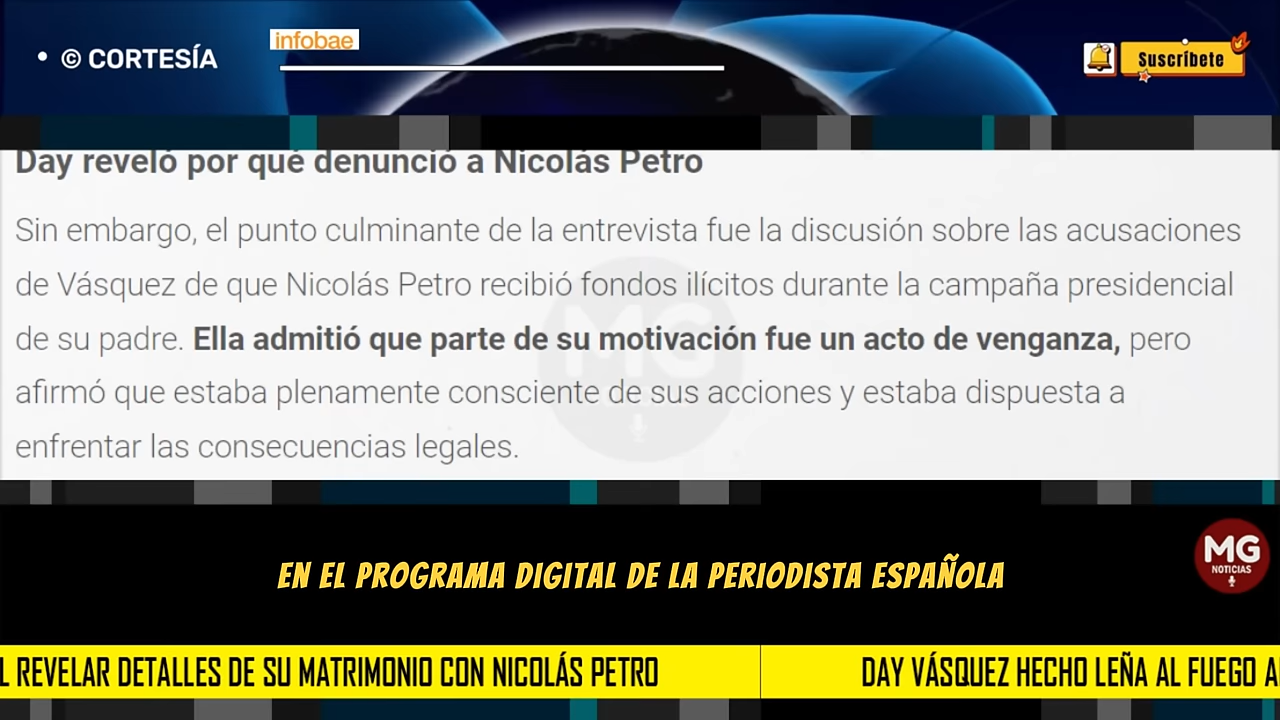 • © CORTESÍA
infobae
Suscríbete
Day reveló por qué denunció a Nicolás Petro
Sin embargo, el punto culminante de la entrevista fue la discusión sobre las acusaciones
de Vásquez de que Nicolás Petro recibió fondos ilícitos durante la campaña presidencial
de su padre. Ella admitió que parte de su motivación fue un acto de venganza, pero
afirmó que estaba plenamente consciente de sus acciones y estaba dispuesta a
enfrentar las consecuencias legales.
MG
MG
NOTICIAS
EN EL PROGRAMA DIGITAL DE LA PERIODISTA ESPAÑOLA
L REVELAR DETALLES DE SU MATRIMONIO CON NICOLÁS PETRO
DAY VÁSQUEZ HECHO LEÑA AL FUEGO A